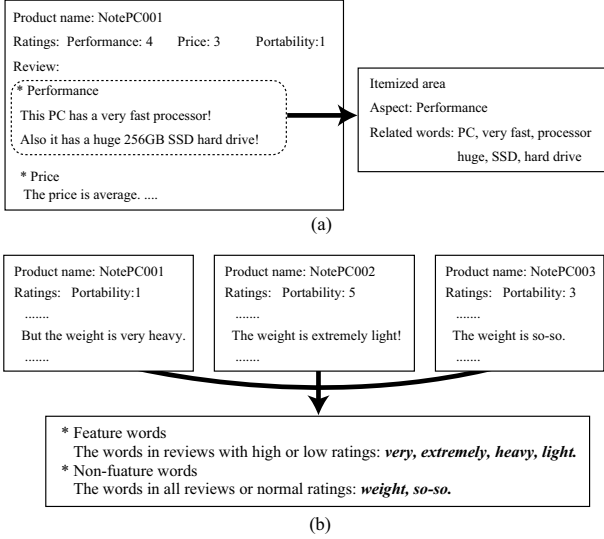 Product name: NotePC001
Ratings: Performance: 4 Price: 3 Portability:1
Review:
* Performance
This PC has a very fast processor!
Also it has a huge 256GB SSD hard drive!
* Price
The price is average. ....
Itemized area
Aspect: Performance
Related words: PC, very fast, processor
huge, SSD, hard drive
(a)
Product name: NotePC001
Ratings: Portability:1
.......
But the weight is very heavy.
.......
Product name: NotePC002
Ratings: Portability: 5
.......
The weight is extremely light!
.......
Product name: NotePC003
Ratings: Portability: 3
.......
The weight is so-so.
.......
* Feature words
The words in reviews with high or low ratings: very, extremely, heavy, light.
* Non-fuature words
The words in all reviews or normal ratings: weight, so-so.
(b)